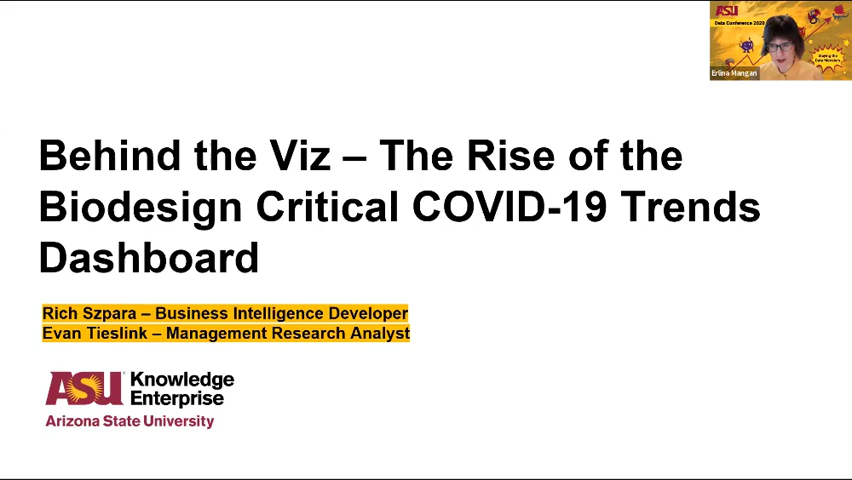 ASU
Data Conference 2020
Erlina Mangan
Behind the Viz – The Rise of the
Biodesign Critical COVID-19 Trends
Dashboard
Rich Szpara – Business Intelligence Developer
Evan Tieslink – Management Research Analyst
ASU Knowledge
Enterprise
Arizona State University